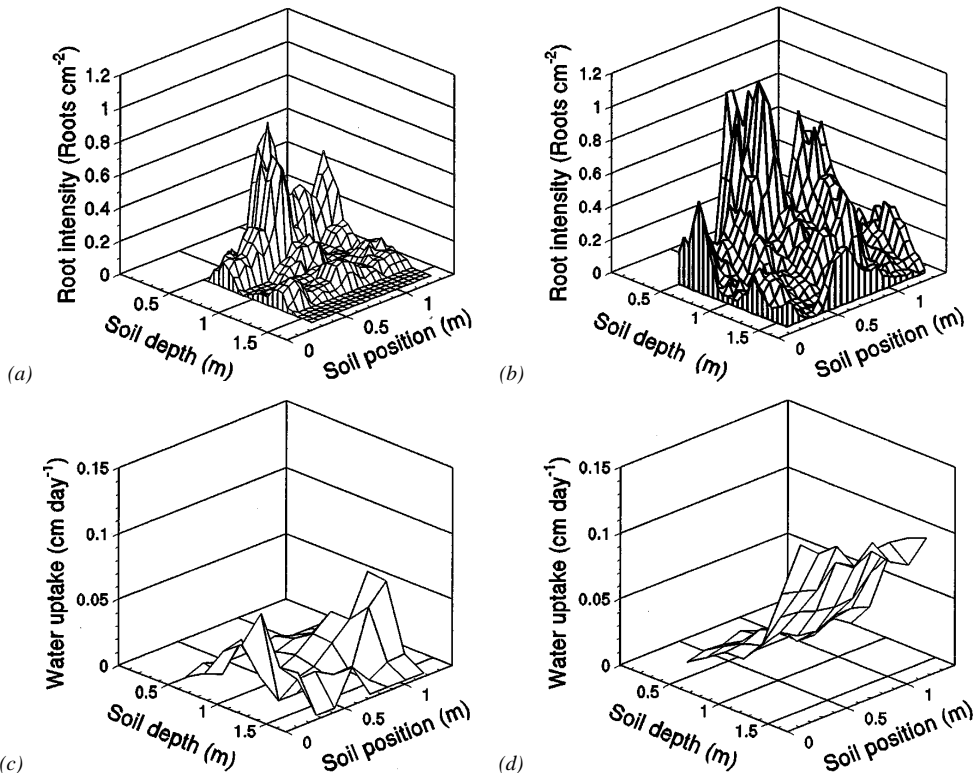 1.2
1
0.8
0.6
0.4
0.2
0
Root intensity (Roots cm-2)
0.5
1
1.5
Soil depth (m)
0
0.5
1
Soil position (m)
(a)
1.2
1
0.8
0.6
0.4
0.2
0
Root intensity (Roots cm-2)
0.5
1
1.5
Soil depth (m)
0
0.5
1
Soil position (m)
(b)
0.15
0.1
0.05
0
Water uptake (cm day-1)
0.5
1
1.5
Soil depth (m)
0
0.5
1
Soil position (m)
(c)
0.15
0.1
0.05
0
Water uptake (cm day-1)
0.5
1
1.5
Soil depth (m)
0
0.5
1
Soil position (m)
(d)